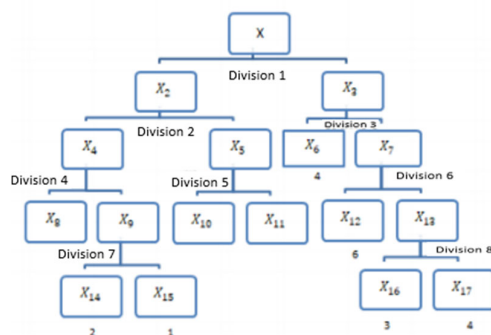 X
Division 1
X₂ X₃
Division 2 Division 3
X₄ X₅ X₆ X₇
4
Division 4 Division 5 Division 6
X₈ X₉ X₁₀ X₁₁ X₁₂ X₁₃
6
Division 7 Division 8
X₁₄ X₁₅ X₁₆ X₁₇
2 1 3 4